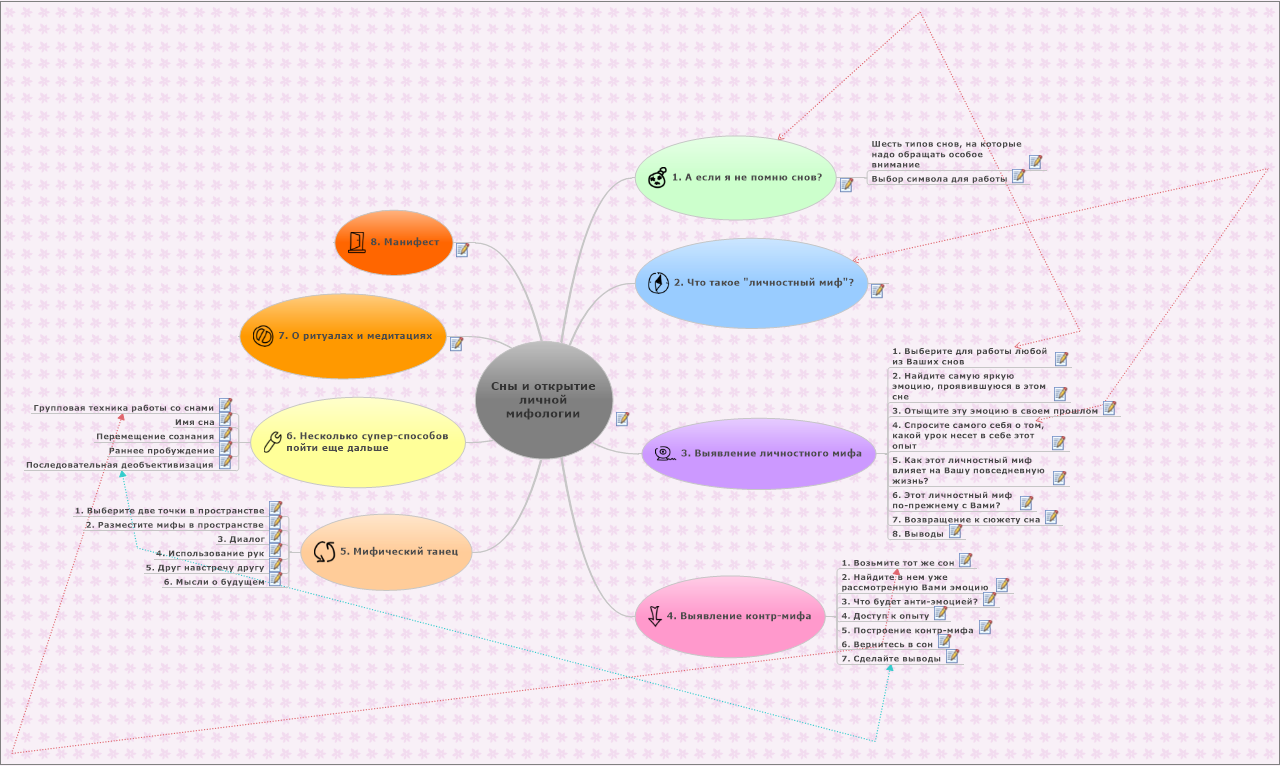 Сны и открытие
личной
мифологии
1. А если я не помню снов?
Шесть типов снов, на которые
надо обращать особое
внимание
Выбор символа для работы
2. Что такое "личностный миф"?
3. Выявление личностного мифа
1. Выберите для работы любой
из Ваших снов
2. Найдите самую яркую
эмоцию, проявившуюся в этом
сне
3. Отыщите эту эмоцию в своем прошлом
4. Спросите самого себя о том,
какой урок несет в себе этот
опыт
5. Как этот личностный миф
влияет на Вашу повседневную
жизнь?
6. Этот личностный миф
по-прежнему с Вами?
7. Возвращение к сюжету сна
8. Выводы
4. Выявление контр-мифа
1. Возьмите тот же сон
2. Найдите в нем уже
рассмотренную Вами эмоцию
3. Что будет анти-эмоцией?
4. Доступ к опыту
5. Построение контр-мифа
6. Вернитесь в сон
7. Сделайте выводы
5. Мифический танец
1. Выберите две точки в пространстве
2. Разместите мифы в пространстве
3. Диалог
4. Использование рук
5. Друг навстречу другу
6. Мысли о будущем
6. Несколько супер-способов
пойти еще дальше
Групповая техника работы со снами
Имя сна
Перемещение сознания
Раннее пробуждение
Последовательная деобъективизация
7. О ритуалах и медитациях
8. Манифест